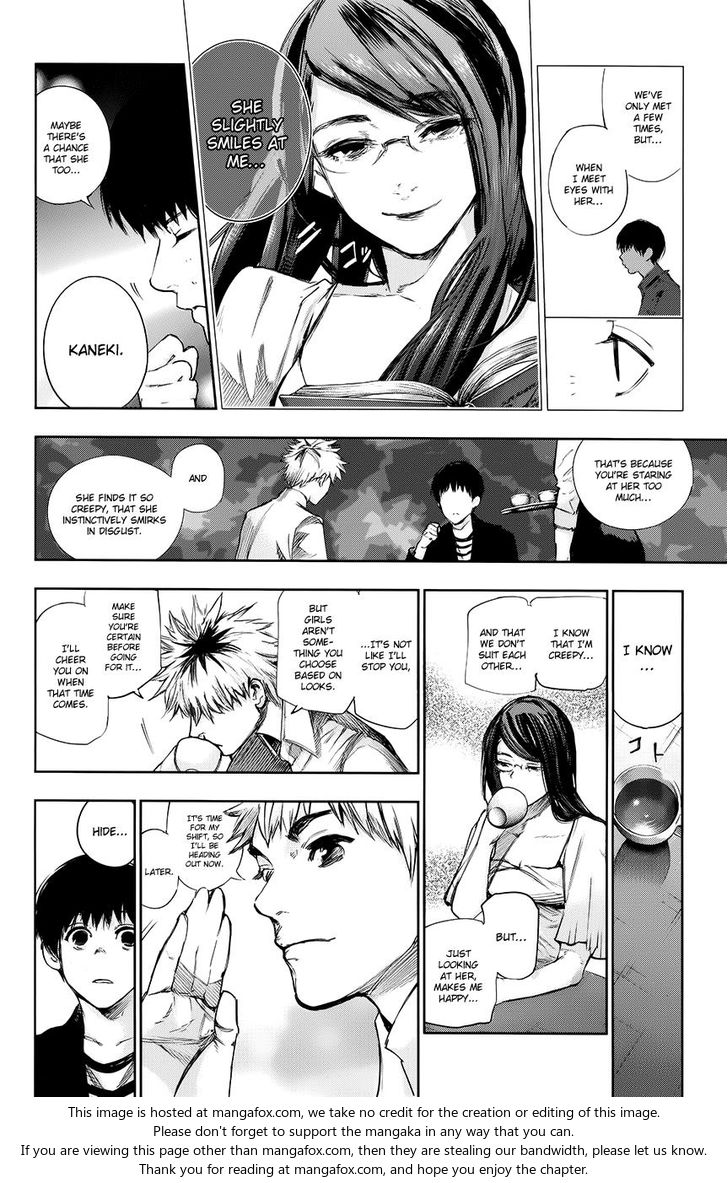 WE'VE
ONLY MET
A FEW
TIMES,
BUT...
WHEN
I MEET
EYES WITH
HER...
SHE
SLIGHTLY
SMILES AT
ME...
ニコッ
MAYBE
THERE'S
A CHANCE
THAT SHE
TOO...
KANEKI.
THAT'S BECAUSE
YOU'RE STARING
AT HER TOO
MUCH...
AND
SHE FINDS IT SO
CREEPY, THAT SHE
INSTINCTIVELY SMIRKS
IN DISGUST.
I KNOW
...
コト
I KNOW
THAT I'M
CREEPY...
AND THAT
WE DON'T
SUIT EACH
OTHER...
BUT...
JUST
LOOKING
AT HER,
MAKES ME
HAPPY...
...IT'S NOT
LIKE I'LL
STOP YOU,
BUT
GIRLS
AREN'T
SOME-
THING YOU
CHOOSE
BASED ON
LOOKS.
MAKE
SURE
YOU'RE
CERTAIN
BEFORE
GOING
FOR IT...
I'LL
CHEER
YOU ON
WHEN
THAT TIME
COMES.
IT'S TIME
FOR MY
SHIFT, SO
I'LL BE
HEADING
OUT NOW.
LATER.
HIDE...
This image is hosted at mangafox.com, we take no credit for the creation or editing of this image.
Please don't forget to support the mangaka in any way that you can.
If you are viewing this page other than mangafox.com, then they are stealing our bandwidth, please let us know.
Thank you for reading at mangafox.com, and hope you enjoy the chapter.